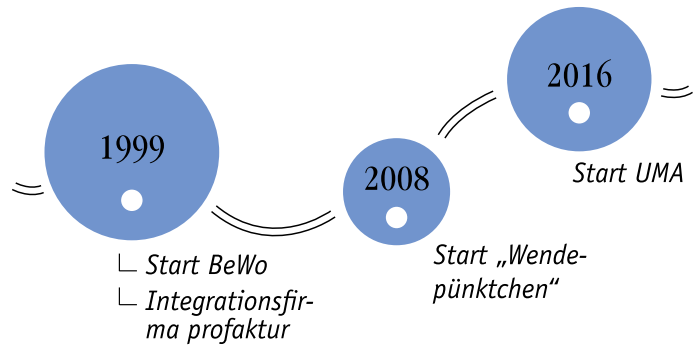 1999
Start BeWo
Integrationsfir-
ma profaktur
2008
Start „Wende-
pünktchen“
2016
Start UMA